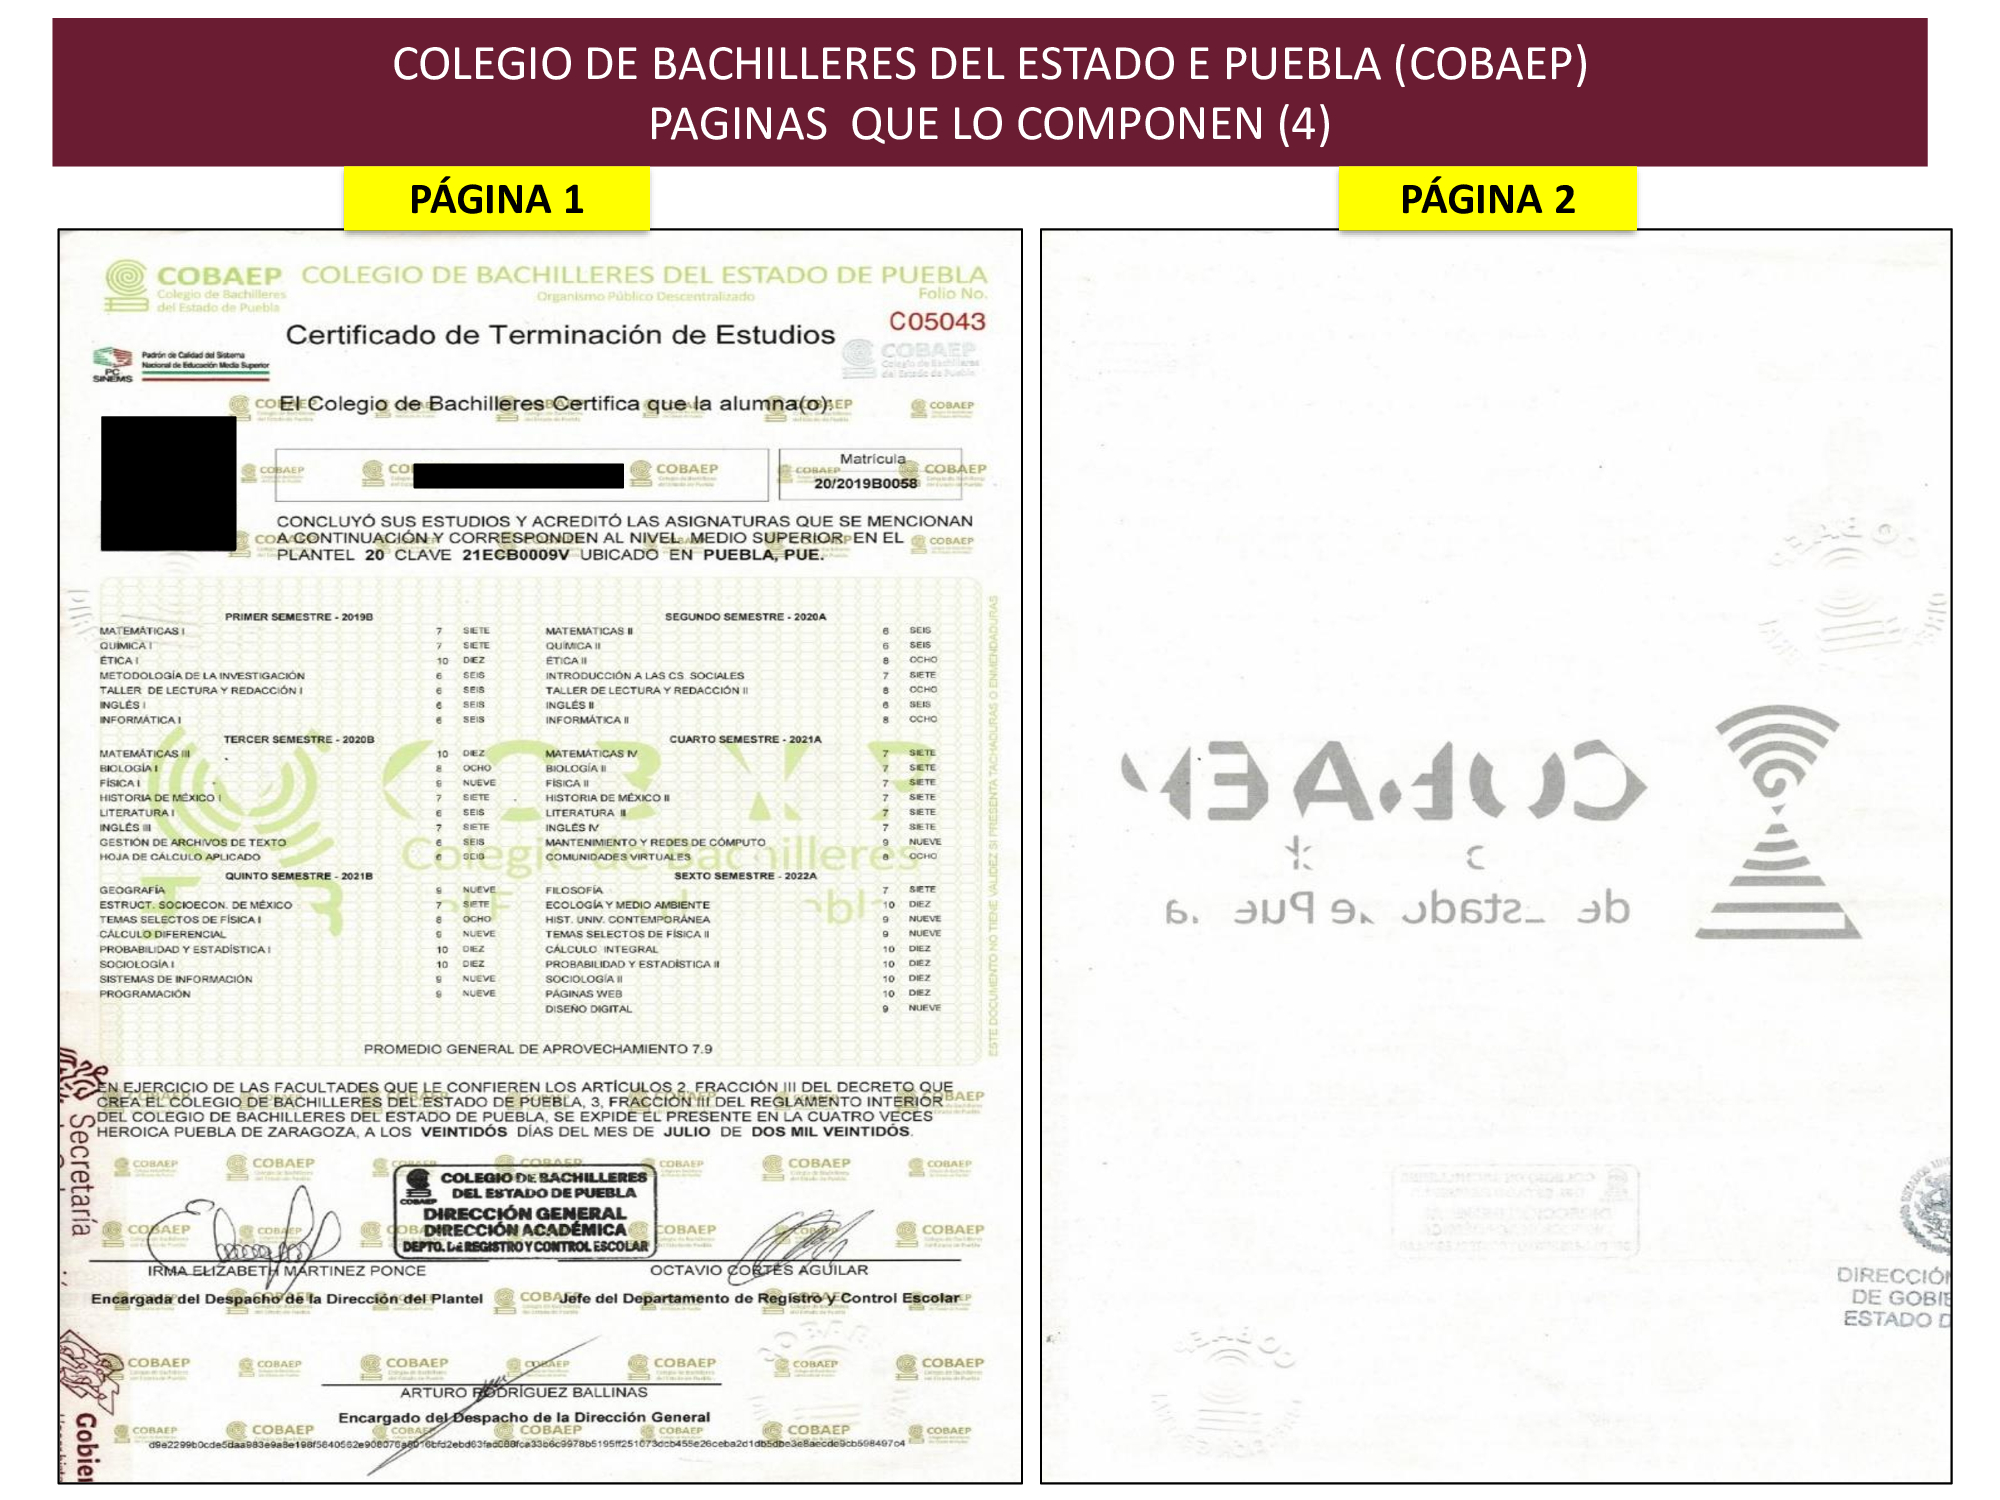 COLEGIO DE BACHILLERES DEL ESTADO E PUEBLA (COBAEP)
PAGINAS QUE LO COMPONEN (4)
PÁGINA 1
PÁGINA 2
COBAEP
Colegio de Bachilleres
del Estado de Puebla
COLEGIO DE BACHILLERES DEL ESTADO DE PUEBLA
Organismo Público Descentralizado
Folio No.
C05043
Certificado de Terminación de Estudios
PC
SINEMS
Padrón de Calidad del Sistema
Nacional de Educación Media Superior
COBAEP
Colegio de Bachilleres
del Estado de Puebla
El Colegio de Bachilleres Certifica que la alumna(o):
Matrícula
20/2019B0058
CONCLUYÓ SUS ESTUDIOS Y ACREDITÓ LAS ASIGNATURAS QUE SE MENCIONAN
A CONTINUACIÓN Y CORRESPONDEN AL NIVEL MEDIO SUPERIOR, EN EL
PLANTEL 20 CLAVE 21ECB0009V UBICADO EN PUEBLA, PUE.
PRIMER SEMESTRE - 2019B
MATEMÁTICAS I 7 SIETE
QUÍMICA I 7 SIETE
ÉTICA I 10 DIEZ
METODOLOGÍA DE LA INVESTIGACIÓN 6 SEIS
TALLER DE LECTURA Y REDACCIÓN I 6 SEIS
INGLÉS I 6 SEIS
INFORMÁTICA I 6 SEIS
SEGUNDO SEMESTRE - 2020A
MATEMÁTICAS II 6 SEIS
QUÍMICA II 6 SEIS
ÉTICA II 8 OCHO
INTRODUCCIÓN A LAS CS. SOCIALES 7 SIETE
TALLER DE LECTURA Y REDACCIÓN II 8 OCHO
INGLÉS II 6 SEIS
INFORMÁTICA II 8 OCHO
TERCER SEMESTRE - 2020B
MATEMÁTICAS III 10 DIEZ
BIOLOGÍA I 8 OCHO
FÍSICA I 9 NUEVE
HISTORIA DE MÉXICO I 7 SIETE
LITERATURA I 6 SEIS
INGLÉS III 7 SIETE
GESTIÓN DE ARCHIVOS DE TEXTO 6 SEIS
HOJA DE CÁLCULO APLICADO 6 SEIS
CUARTO SEMESTRE - 2021A
MATEMÁTICAS IV 7 SIETE
BIOLOGÍA II 7 SIETE
FÍSICA II 7 SIETE
HISTORIA DE MÉXICO II 7 SIETE
LITERATURA II 7 SIETE
INGLÉS IV 7 SIETE
MANTENIMIENTO Y REDES DE CÓMPUTO 9 NUEVE
COMUNIDADES VIRTUALES 8 OCHO
QUINTO SEMESTRE - 2021B
GEOGRAFÍA 9 NUEVE
ESTRUCT. SOCIOECON. DE MÉXICO 7 SIETE
TEMAS SELECTOS DE FÍSICA I 8 OCHO
CÁLCULO DIFERENCIAL 9 NUEVE
PROBABILIDAD Y ESTADÍSTICA I 10 DIEZ
SOCIOLOGÍA I 10 DIEZ
SISTEMAS DE INFORMACIÓN 9 NUEVE
PROGRAMACIÓN 9 NUEVE
SEXTO SEMESTRE - 2022A
FILOSOFÍA 7 SIETE
ECOLOGÍA Y MEDIO AMBIENTE 10 DIEZ
HIST. UNIV. CONTEMPORÁNEA 9 NUEVE
TEMAS SELECTOS DE FÍSICA II 9 NUEVE
CÁLCULO INTEGRAL 10 DIEZ
PROBABILIDAD Y ESTADÍSTICA II 10 DIEZ
SOCIOLOGÍA II 10 DIEZ
PÁGINAS WEB 10 DIEZ
DISEÑO DIGITAL 9 NUEVE
ESTE DOCUMENTO NO TIENE VALIDEZ SI PRESENTA RASPADURAS O ENMENDADURAS
PROMEDIO GENERAL DE APROVECHAMIENTO 7.9
EN EJERCICIO DE LAS FACULTADES QUE LE CONFIEREN LOS ARTÍCULOS 2, FRACCIÓN III DEL DECRETO QUE
CREA EL COLEGIO DE BACHILLERES DEL ESTADO DE PUEBLA, 3, FRACCIÓN III DEL REGLAMENTO INTERIOR
DEL COLEGIO DE BACHILLERES DEL ESTADO DE PUEBLA, SE EXPIDE EL PRESENTE EN LA CUATRO VECES
HEROICA PUEBLA DE ZARAGOZA, A LOS VEINTIDÓS DÍAS DEL MES DE JULIO DE DOS MIL VEINTIDÓS.
Secretaría
Gobier
COLEGIO DE BACHILLERES
DEL ESTADO DE PUEBLA
COBAEP
DIRECCIÓN GENERAL
DIRECCIÓN ACADÉMICA
DEPTO. DE REGISTRO Y CONTROL ESCOLAR
IRMA ELIZABETH MARTINEZ PONCE
Encargada del Despacho de la Dirección del Plantel
OCTAVIO CORTÉS AGUILAR
Jefe del Departamento de Registro y Control Escolar
ARTURO RODRÍGUEZ BALLINAS
Encargado del Despacho de la Dirección General
COBAEP
de Estado de Puebla
DIRECCIÓN
DE GOBIE
ESTADO D